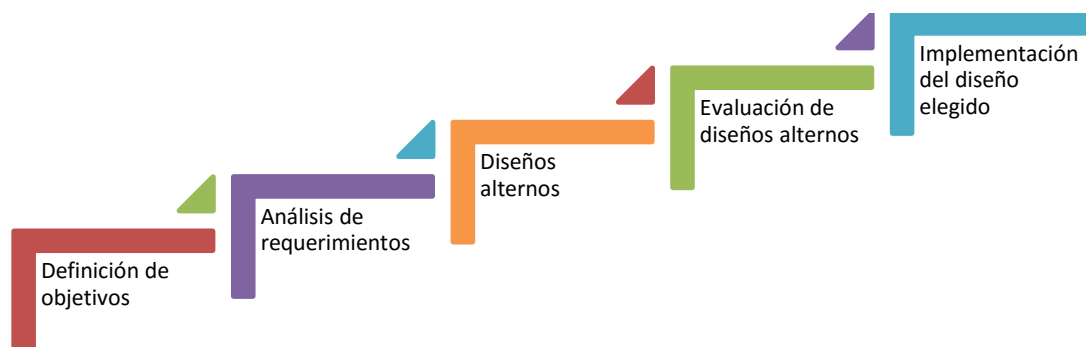 Definición de
objetivos
Análisis de
requerimientos
Diseños
alternos
Evaluación de
diseños alternos
Implementación
del diseño
elegido